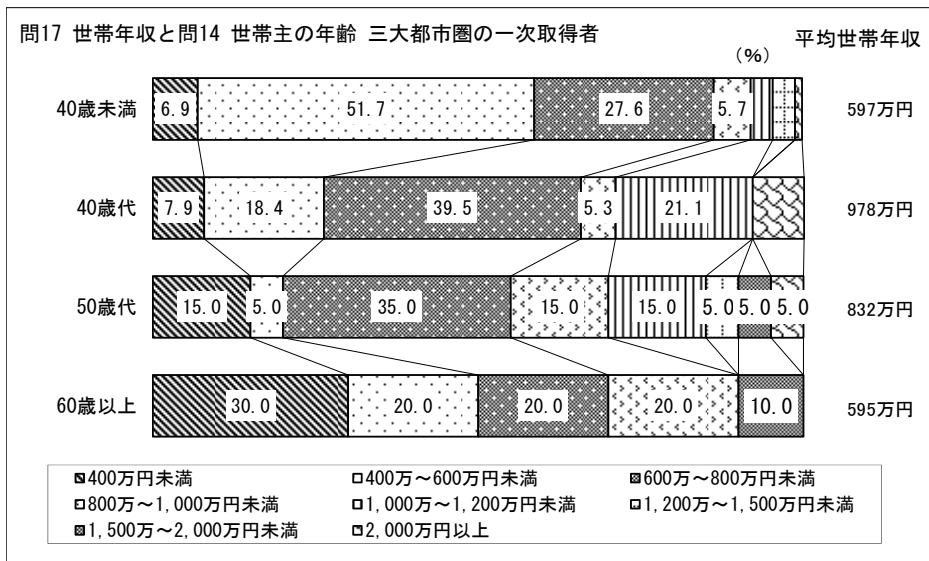 問17 世帯年収と問14 世帯主の年齢 三大都市圏の一次取得者
平均世帯年収
(%)
40歳未満 6.9 51.7 27.6 5.7 597万円
40歳代 7.9 18.4 39.5 5.3 21.1 978万円
50歳代 15.0 5.0 35.0 15.0 15.0 5.0 5.0 5.0 832万円
60歳以上 30.0 20.0 20.0 20.0 10.0 595万円
400万円未満 400万～600万円未満 600万～800万円未満
800万～1,000万円未満 1,000万～1,200万円未満 1,200万～1,500万円未満
1,500万～2,000万円未満 2,000万円以上